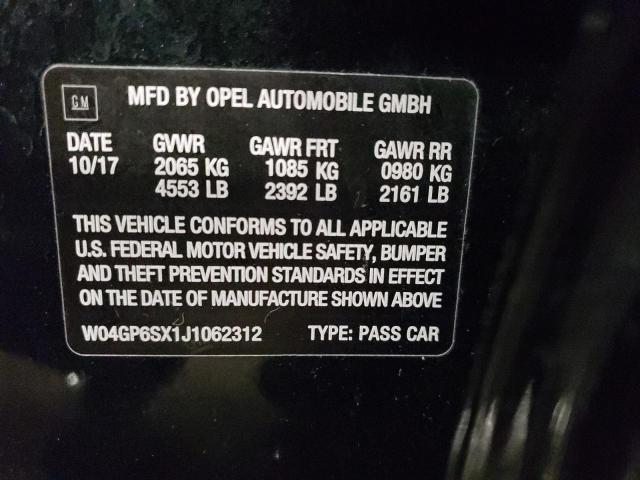 GM MFD BY OPEL AUTOMOBILE GMBH
DATE GVWR GAWR FRT GAWR RR
10/17 2065 KG 1085 KG 0980 KG
4553 LB 2392 LB 2161 LB
THIS VEHICLE CONFORMS TO ALL APPLICABLE
U.S. FEDERAL MOTOR VEHICLE SAFETY, BUMPER
AND THEFT PREVENTION STANDARDS IN EFFECT
ON THE DATE OF MANUFACTURE SHOWN ABOVE
W04GP6SX1J1062312 TYPE: PASS CAR